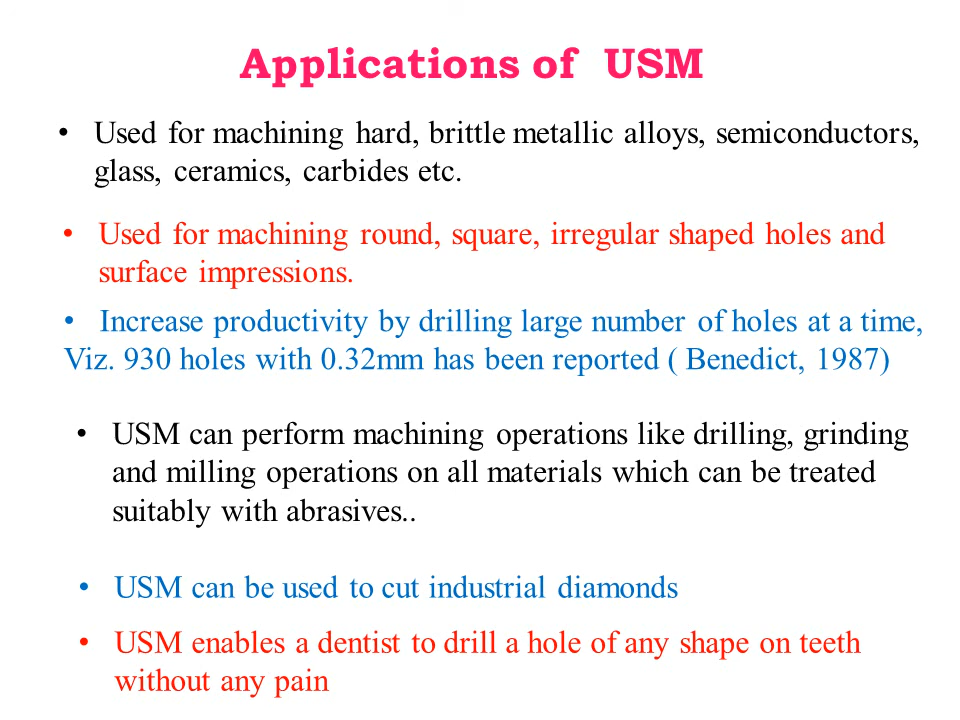 Applications of USM
• Used for machining hard, brittle metallic alloys, semiconductors,
glass, ceramics, carbides etc.
• Used for machining round, square, irregular shaped holes and
surface impressions.
• Increase productivity by drilling large number of holes at a time,
Viz. 930 holes with 0.32mm has been reported ( Benedict, 1987)
• USM can perform machining operations like drilling, grinding
and milling operations on all materials which can be treated
suitably with abrasives..
• USM can be used to cut industrial diamonds
• USM enables a dentist to drill a hole of any shape on teeth
without any pain